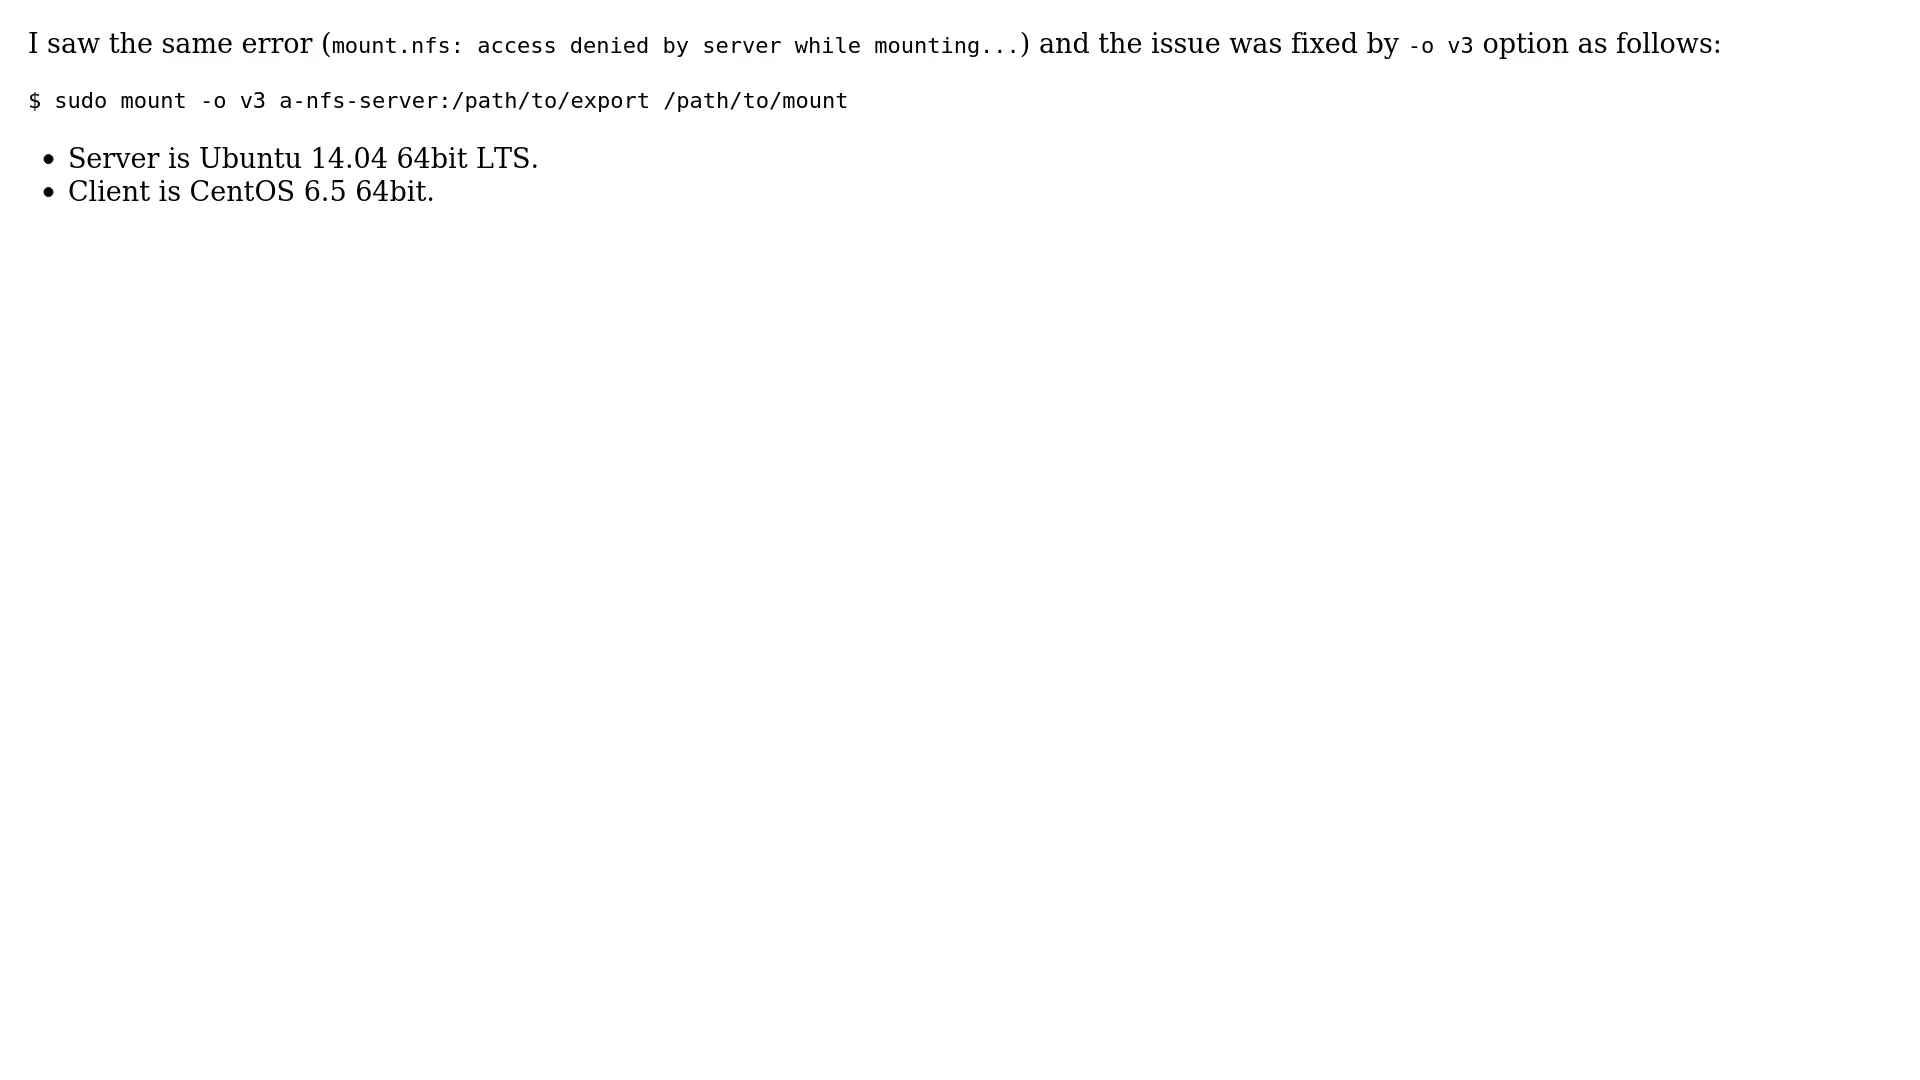 I saw the same error (mount.nfs: access denied by server while mounting...) and the issue was fixed by -o v3 option as follows:
$ sudo mount -o v3 a-nfs-server:/path/to/export /path/to/mount
• Server is Ubuntu 14.04 64bit LTS.
• Client is CentOS 6.5 64bit.